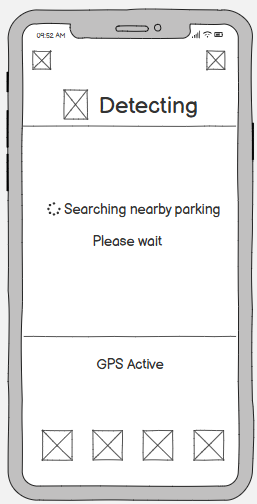 09:52 AM
Detecting
Searching nearby parking
Please wait
GPS Active